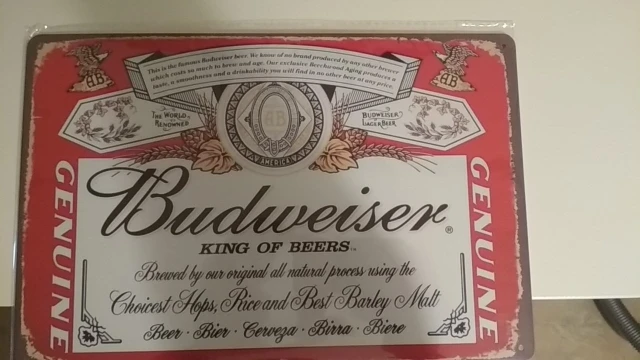 This is the famous Budweiser beer. We know of no brand produced by any other brewer
which costs so much to brew and age. Our exclusive Beechwood Aging produces a
taste, a smoothness and a drinkability you will find in no other beer at any price.
AB
AB
THE WORLD
RENOWNED
AB
BUDWEISER
LAGER BEER
AMERICA
GENUINE
GENUINE
Budweiser®
KING OF BEERS™
Brewed by our original all natural process using the
Choicest Hops, Rice and Best Barley Malt
Beer · Bier · Cerveza · Birra · Biere